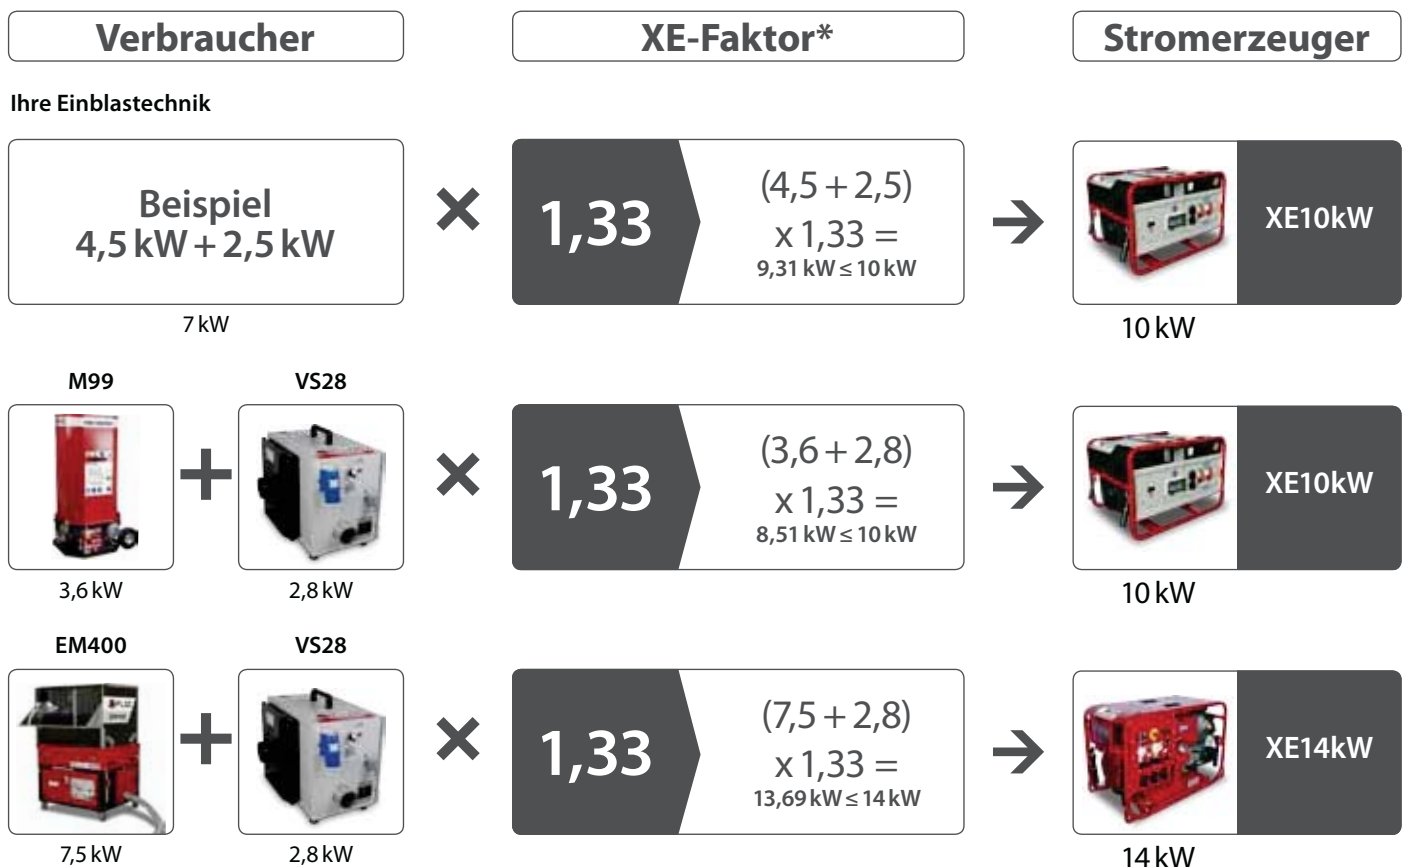 Verbraucher
XE-Faktor*
Stromerzeuger
Ihre Einblastechnik
Beispiel
4,5 kW + 2,5 kW
7 kW
×
1,33
(4,5 + 2,5)
x 1,33 =
9,31 kW ≤ 10 kW
XE10kW
10 kW
M99
VS28
+
3,6 kW
2,8 kW
×
1,33
(3,6 + 2,8)
x 1,33 =
8,51 kW ≤ 10 kW
XE10kW
10 kW
EM400
VS28
+
7,5 kW
2,8 kW
×
1,33
(7,5 + 2,8)
x 1,33 =
13,69 kW ≤ 14 kW
XE14kW
14 kW